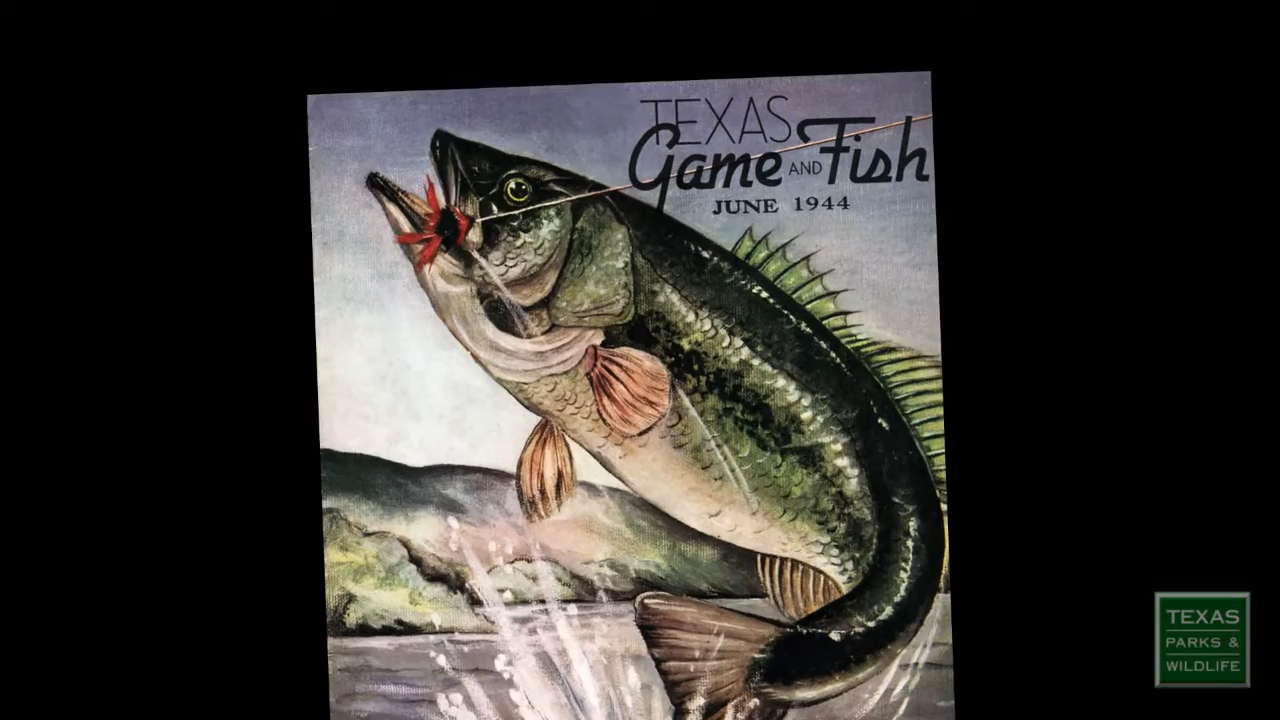 TEXAS
Game AND Fish
JUNE 1944
TEXAS
PARKS &
WILDLIFE